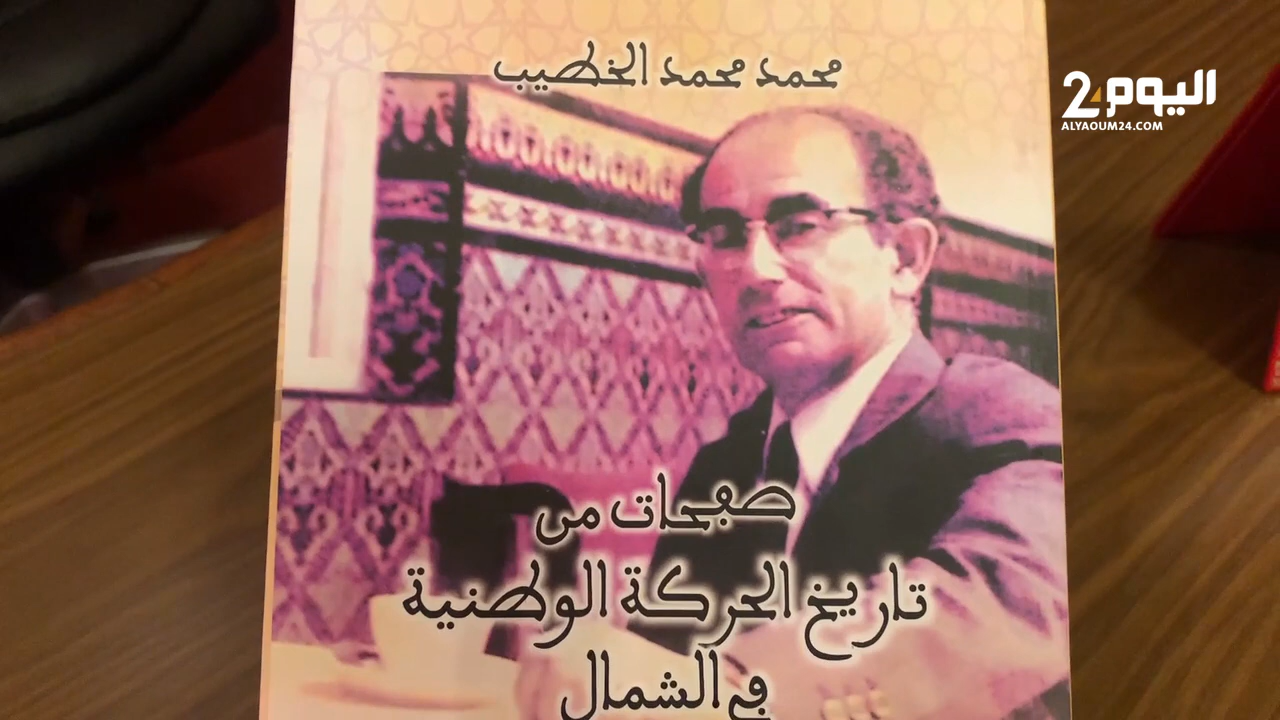 محمد محمد الخطيب
اليوم 24
ALYAOUM24.COM
صفحات من
تاريخ الحركة الوطنية
في الشمال